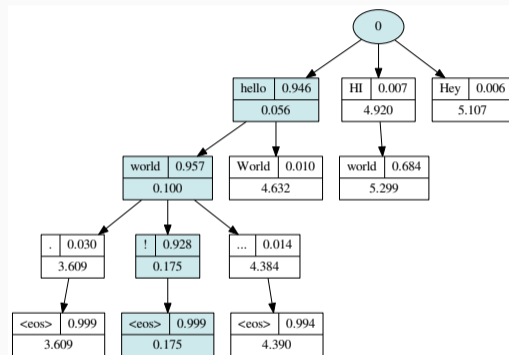 0
hello 0.946 HI 0.007 Hey 0.006
0.056 4.920 5.107
world 0.957 World 0.010 world 0.684
0.100 4.632 5.299
. 0.030 ! 0.928 ... 0.014
3.609 0.175 4.384
<eos> 0.999 <eos> 0.999 <eos> 0.994
3.609 0.175 4.390